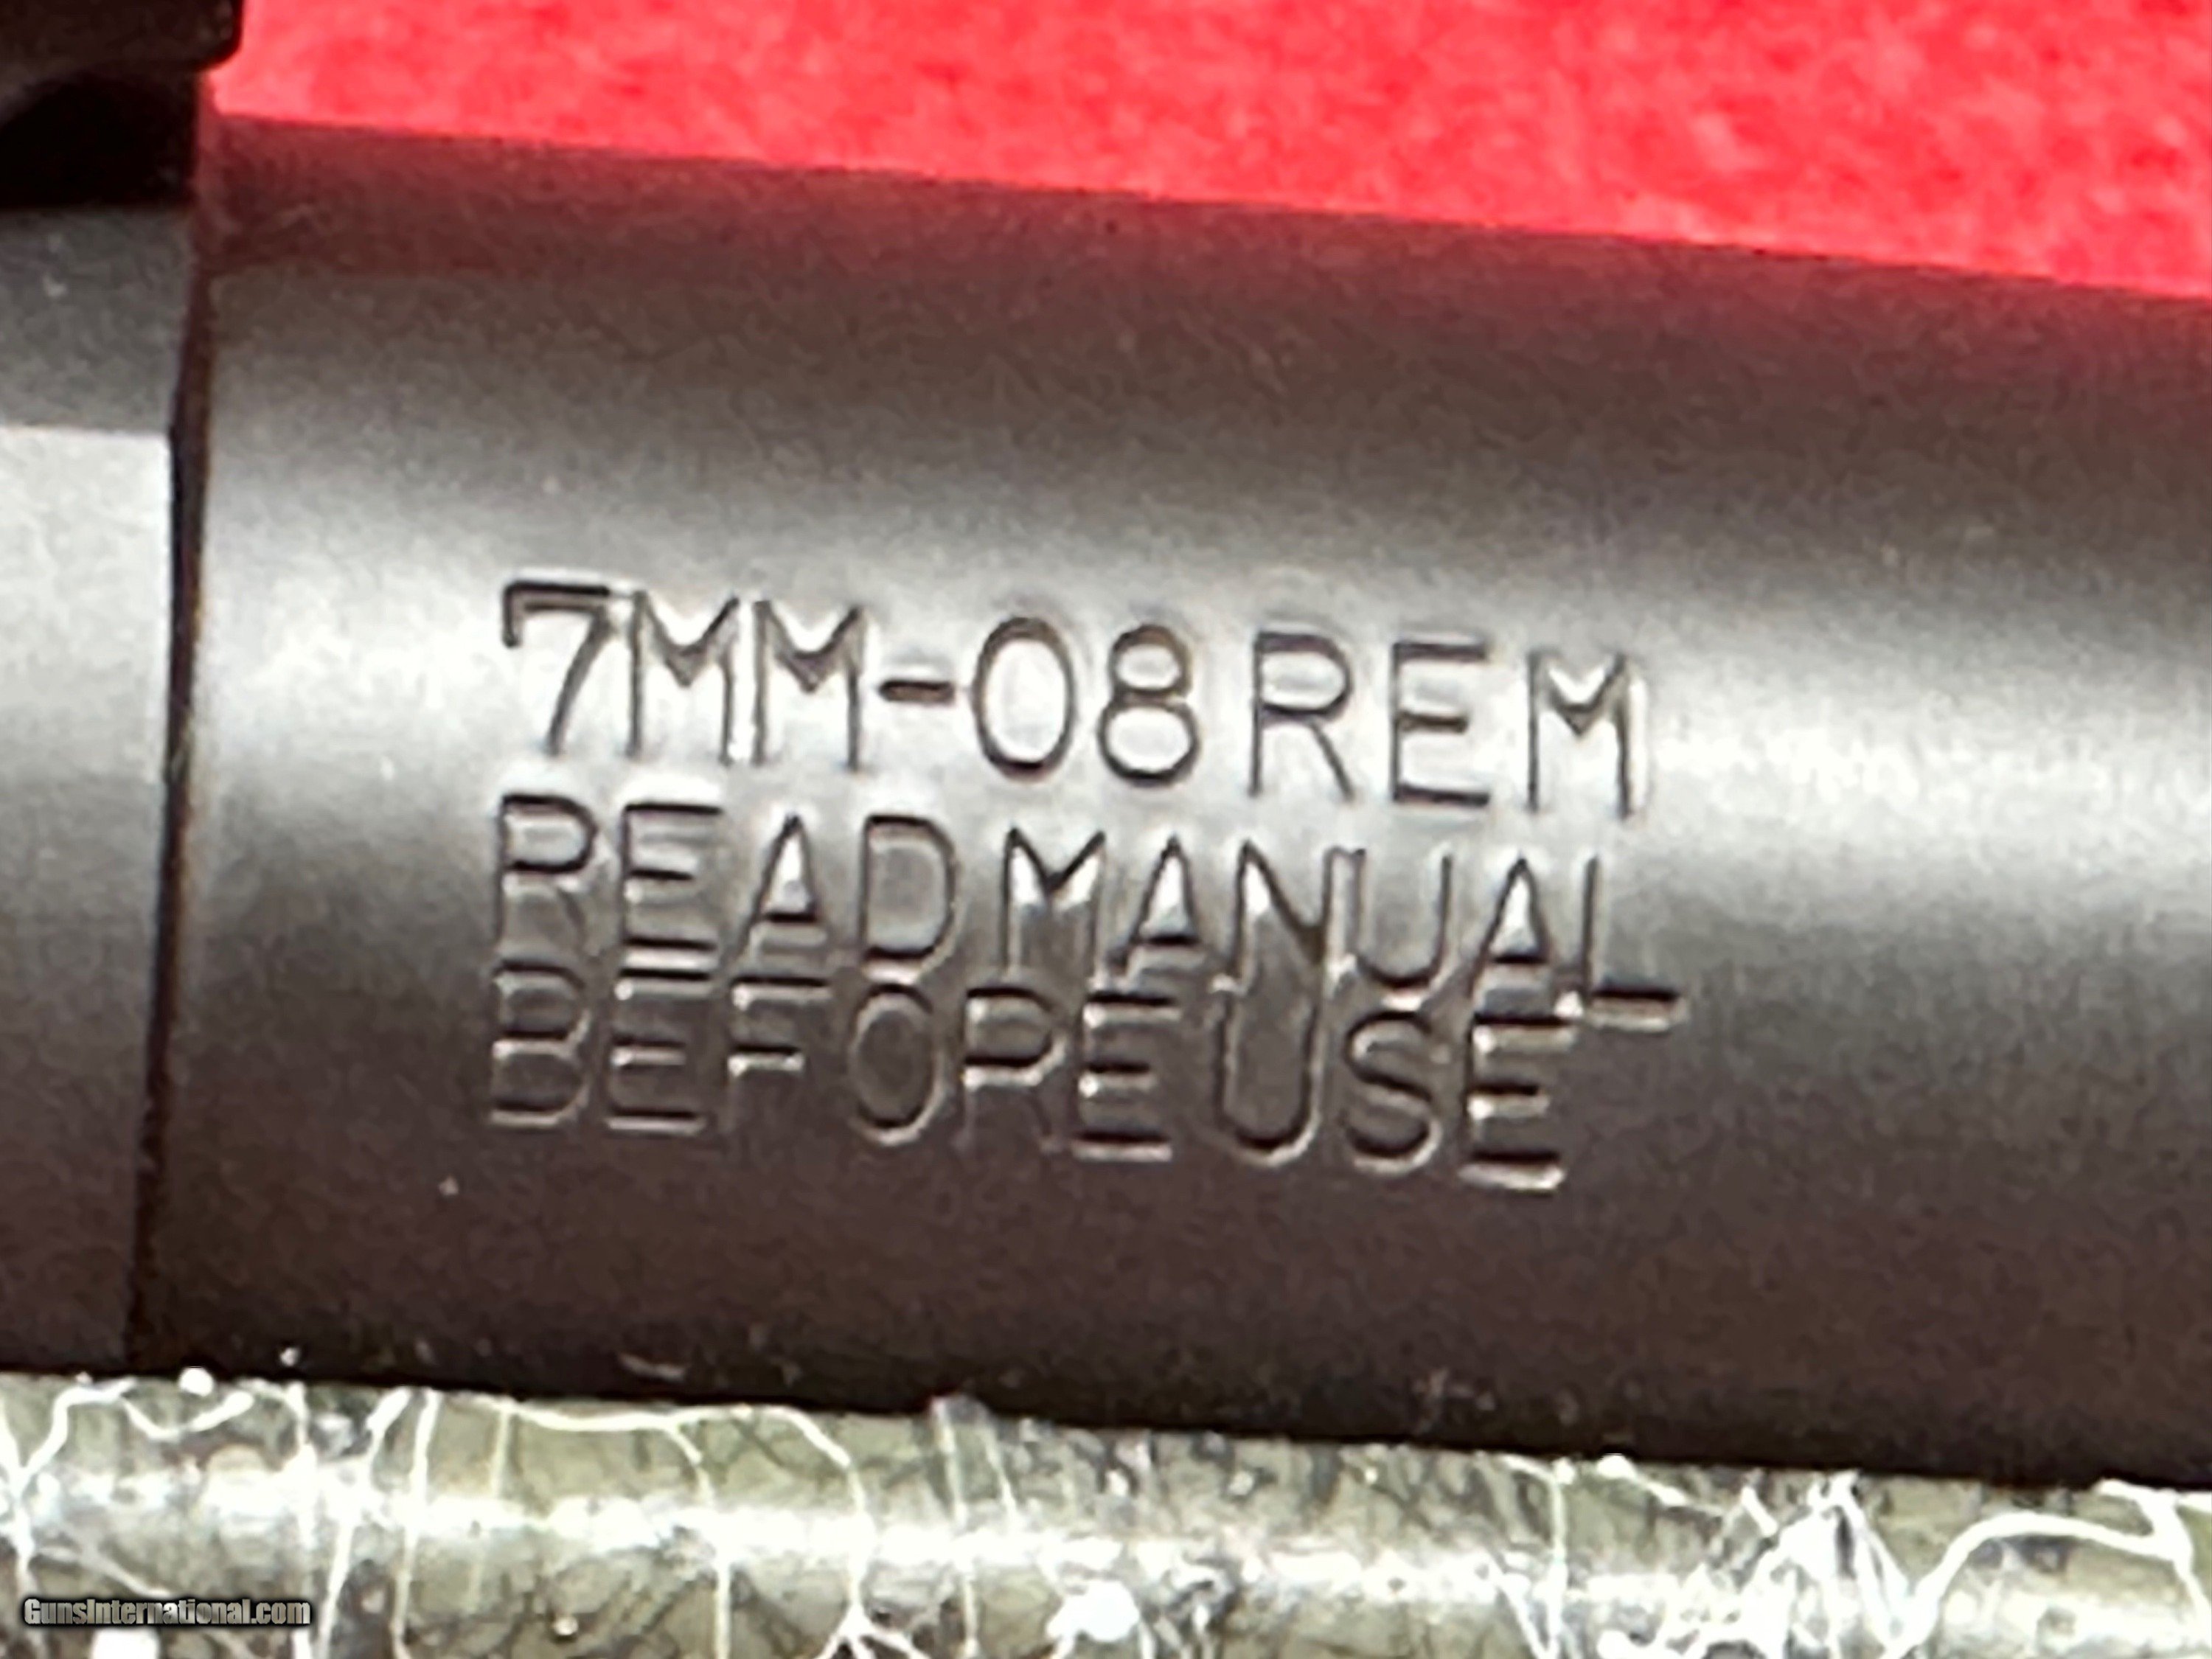 7MM-08 REM
READ MANUAL
BEFORE USE
GunsInternational.com